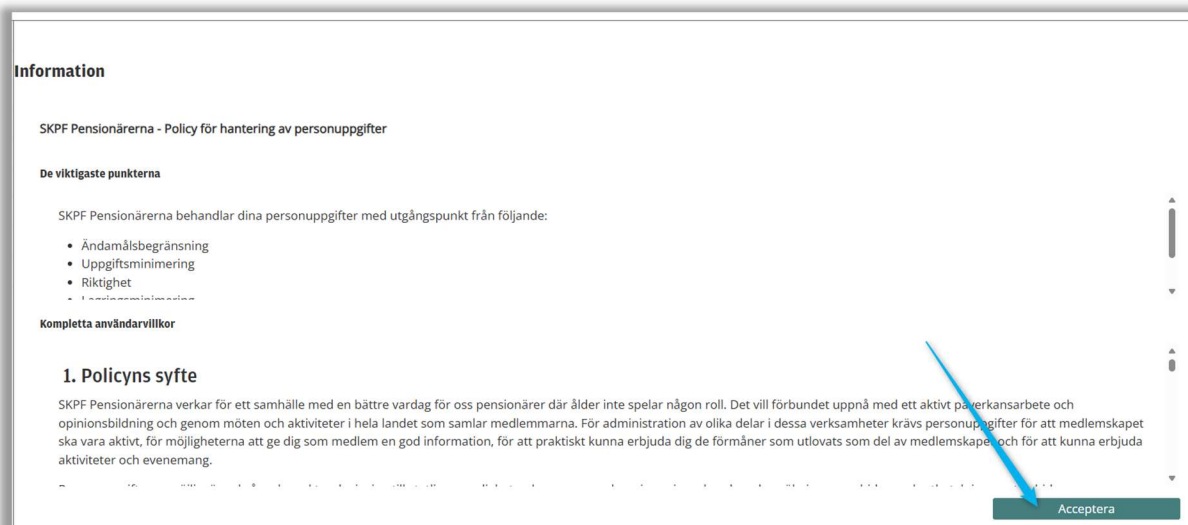 Information
SKPF Pensionärerna - Policy för hantering av personuppgifter
De viktigaste punkterna
SKPF Pensionärerna behandlar dina personuppgifter med utgångspunkt från följande:
• Ändamålsbegränsning
• Uppgiftsminimering
• Riktighet
• Lagringsminimering
Kompletta användarvillkor
1. Policyns syfte
SKPF Pensionärerna verkar för ett samhälle med en bättre vardag för oss pensionärer där ålder inte spelar någon roll. Det vill förbundet uppnå med ett aktivt påverkansarbete och
opinionsbildning och genom möten och aktiviteter i hela landet som samlar medlemmarna. För administration av olika delar i dessa verksamheter krävs personuppgifter för att medlemskapet
ska vara aktivt, för möjligheterna att ge dig som medlem en god information, för att praktiskt kunna erbjuda dig de förmåner som utlovats som del av medlemskapet och för att kunna erbjuda
aktiviteter och evenemang.
Acceptera